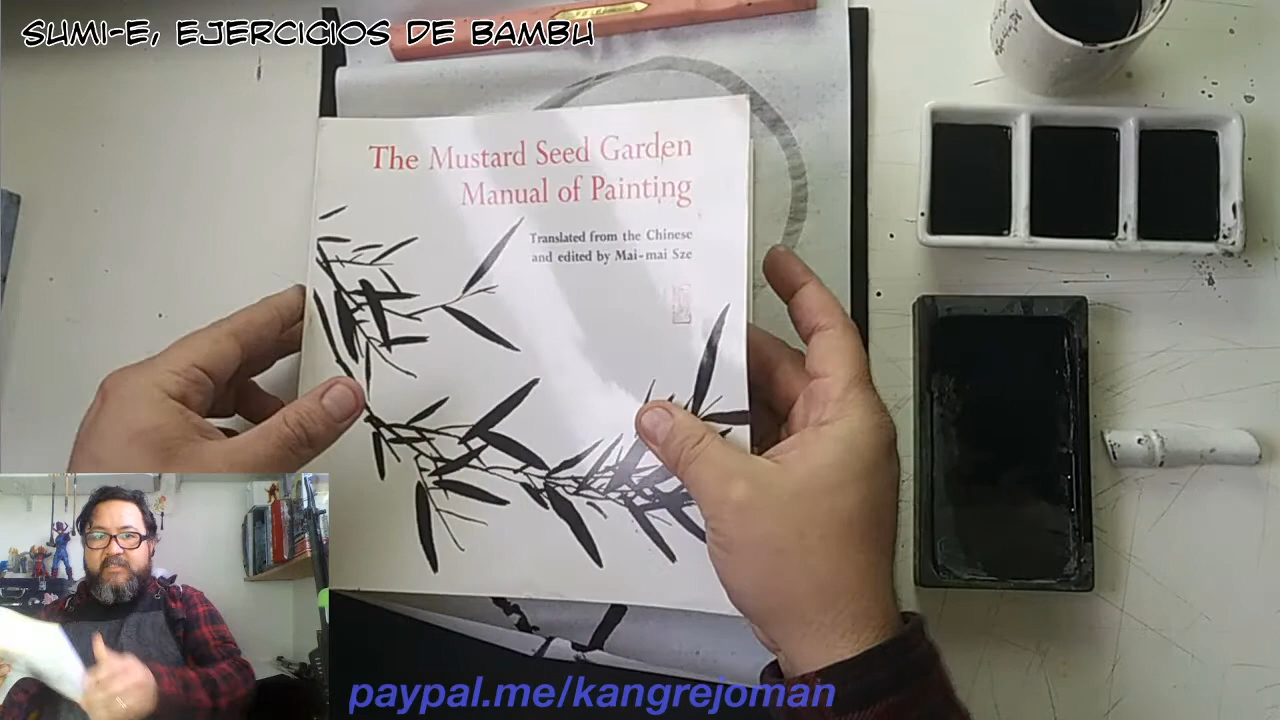 SUMI-E, EJERCICIOS DE BAMBU
The Mustard Seed Garden
Manual of Painting
Translated from the Chinese
and edited by Mai-mai Sze
paypal.me/kangrejoman